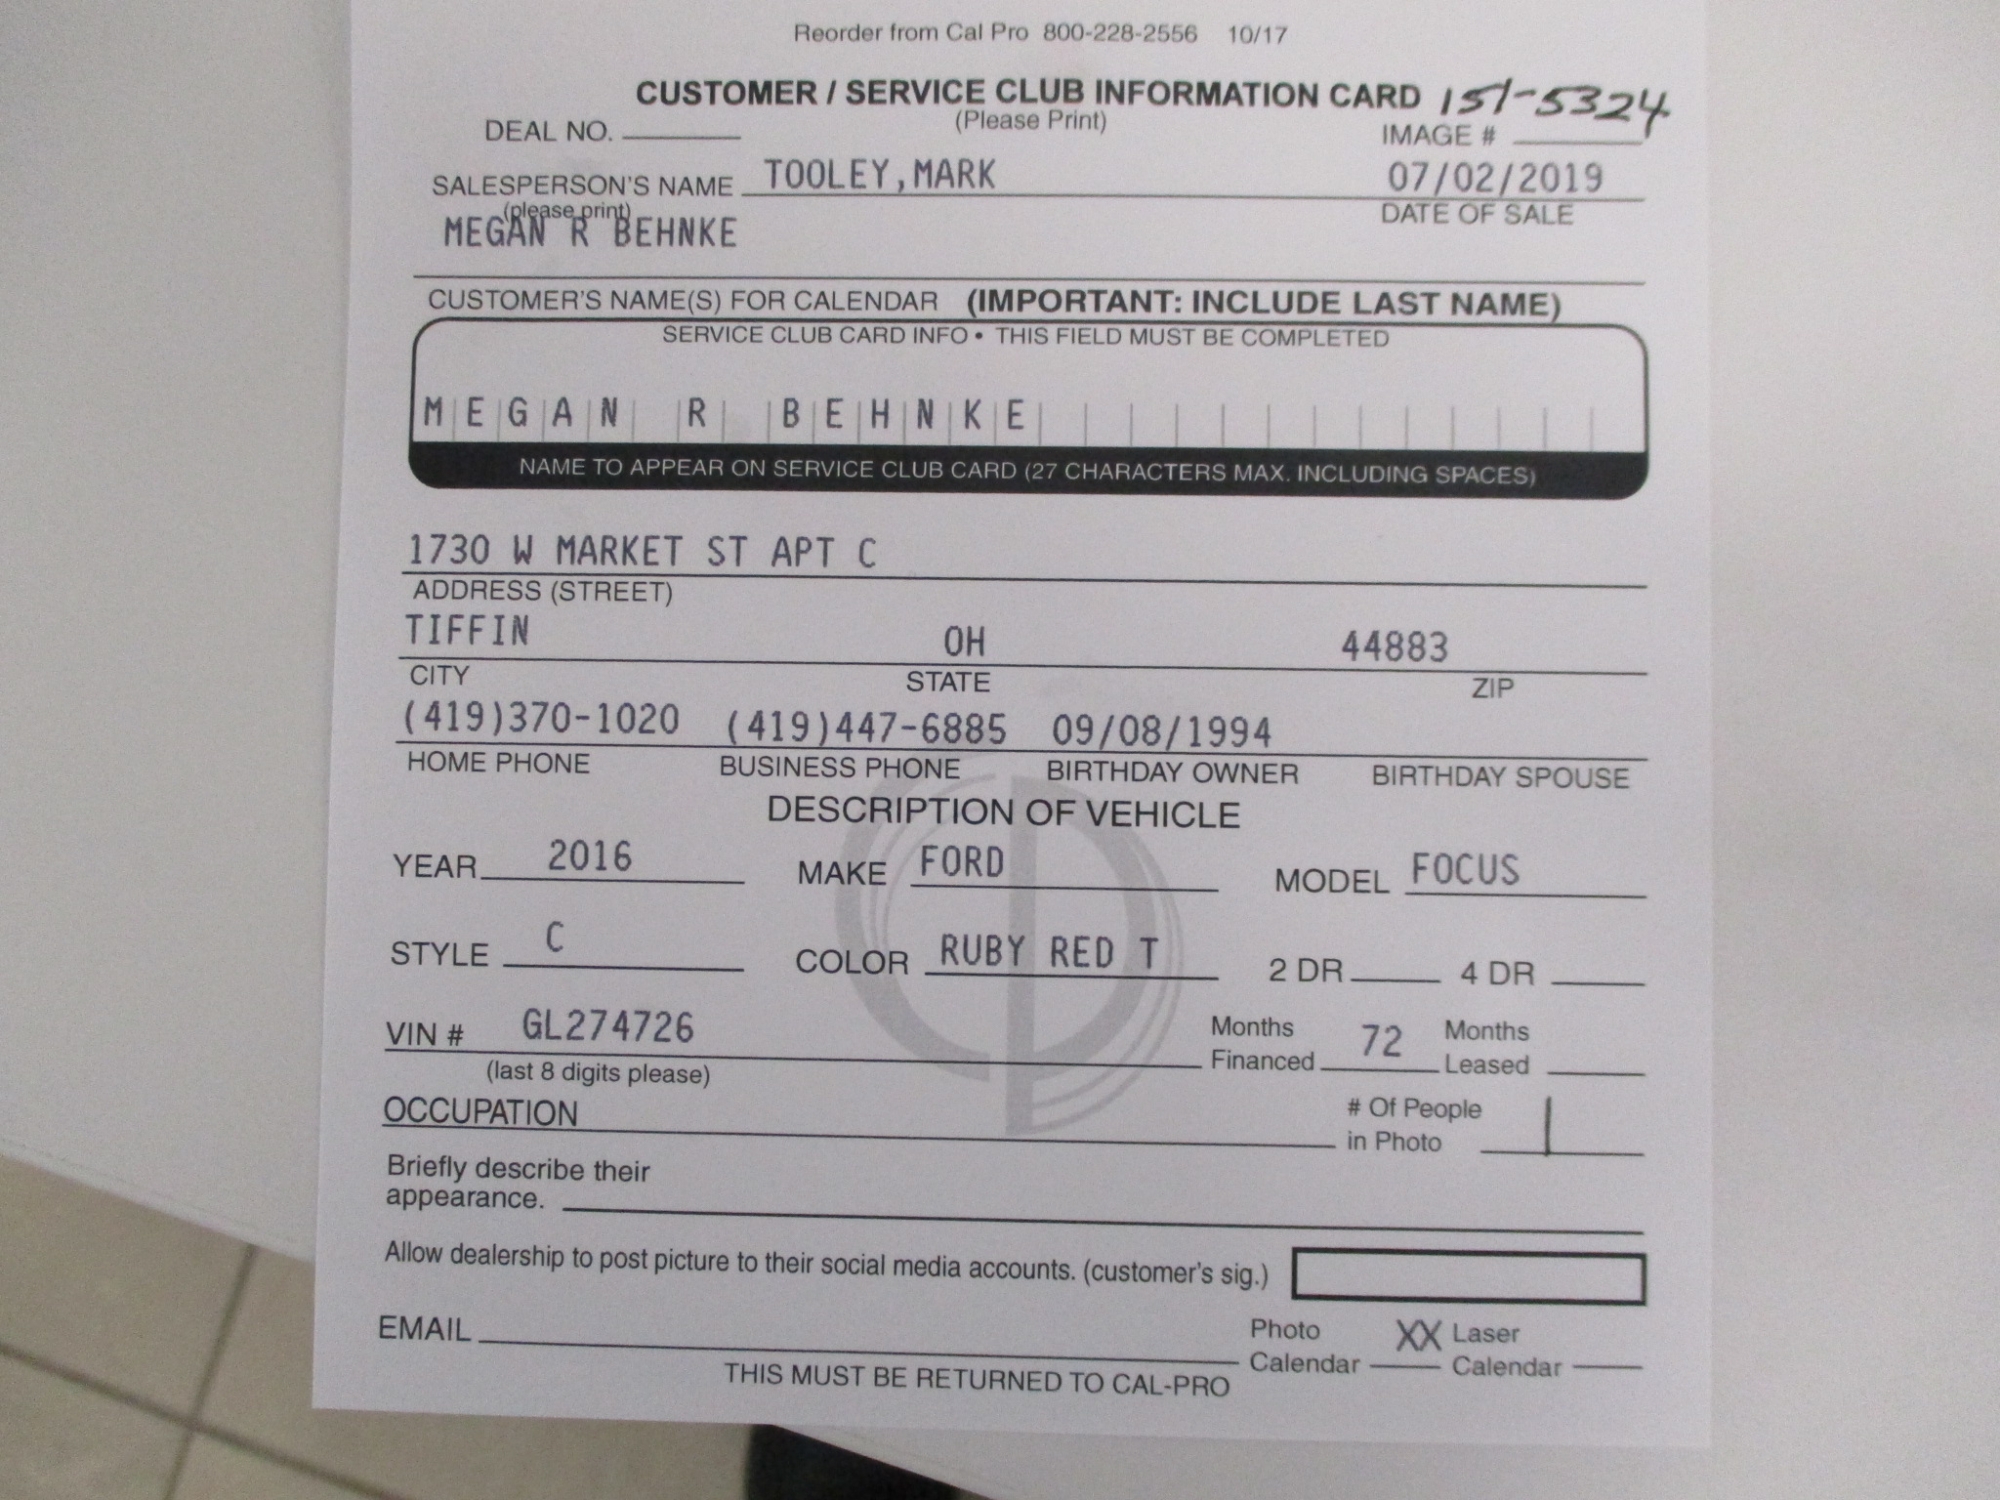 Reorder from Cal Pro 800-228-2556 10/17
CUSTOMER / SERVICE CLUB INFORMATION CARD 151-5324
(Please Print)
DEAL NO. IMAGE #
SALESPERSON'S NAME TOOLEY,MARK 07/02/2019
(please print) DATE OF SALE
MEGAN R BEHNKE
CUSTOMER'S NAME(S) FOR CALENDAR (IMPORTANT: INCLUDE LAST NAME)
SERVICE CLUB CARD INFO • THIS FIELD MUST BE COMPLETED
MEGAN R BEHNKE
NAME TO APPEAR ON SERVICE CLUB CARD (27 CHARACTERS MAX. INCLUDING SPACES)
1730 W MARKET ST APT C
ADDRESS (STREET)
TIFFIN OH 44883
CITY STATE ZIP
(419)370-1020 (419)447-6885 09/08/1994
HOME PHONE BUSINESS PHONE BIRTHDAY OWNER BIRTHDAY SPOUSE
DESCRIPTION OF VEHICLE
YEAR 2016 MAKE FORD MODEL FOCUS
STYLE C COLOR RUBY RED T 2 DR 4 DR
VIN # GL274726 Months Financed 72 Months Leased
(last 8 digits please)
OCCUPATION # Of People in Photo 1
Briefly describe their
appearance.
Allow dealership to post picture to their social media accounts. (customer's sig.)
EMAIL Photo Calendar XX Laser Calendar
THIS MUST BE RETURNED TO CAL-PRO